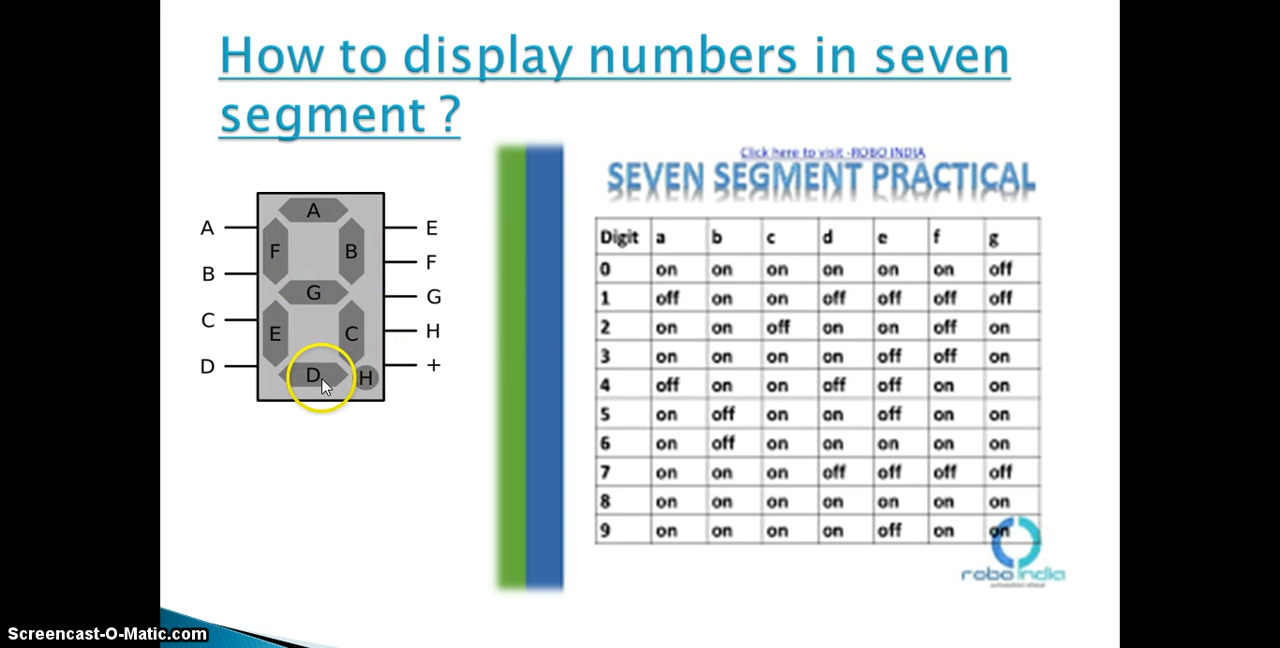 How to display numbers in seven
segment ?
Click here to visit -ROBO INDIA
SEVEN SEGMENT PRACTICAL
A
F B
G
E C
D H
A E
B F
C G
D H
+
Digit a b c d e f g
0 on on on on on on off
1 off on on off off off off
2 on on off on on off on
3 on on on on off off on
4 off on on off off on on
5 on off on on off on on
6 on off on on on on on
7 on on on off off off off
8 on on on on on on on
9 on on on on off on on
robo india
Screencast-O-Matic.com